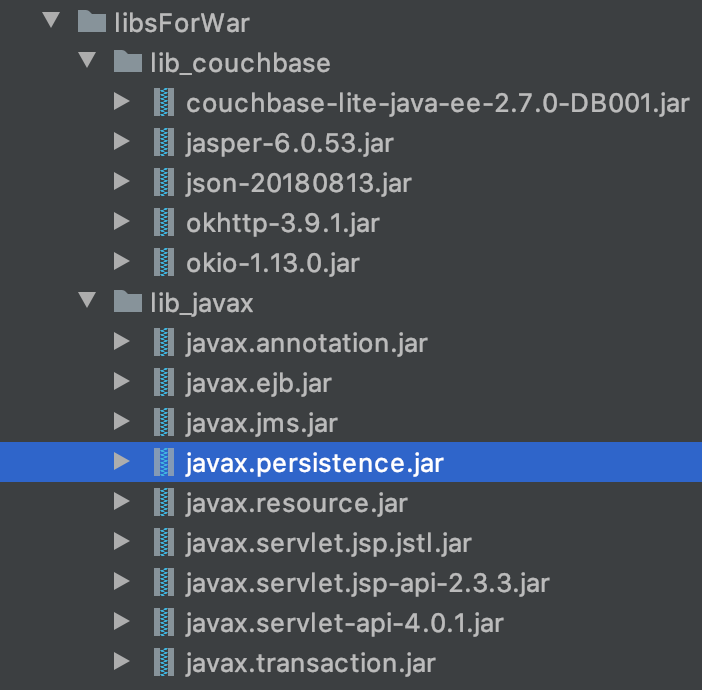 libsForWar
lib_couchbase
couchbase-lite-java-ee-2.7.0-DB001.jar
jasper-6.0.53.jar
json-20180813.jar
okhttp-3.9.1.jar
okio-1.13.0.jar
lib_javax
javax.annotation.jar
javax.ejb.jar
javax.jms.jar
javax.persistence.jar
javax.resource.jar
javax.servlet.jsp.jstl.jar
javax.servlet.jsp-api-2.3.3.jar
javax.servlet-api-4.0.1.jar
javax.transaction.jar